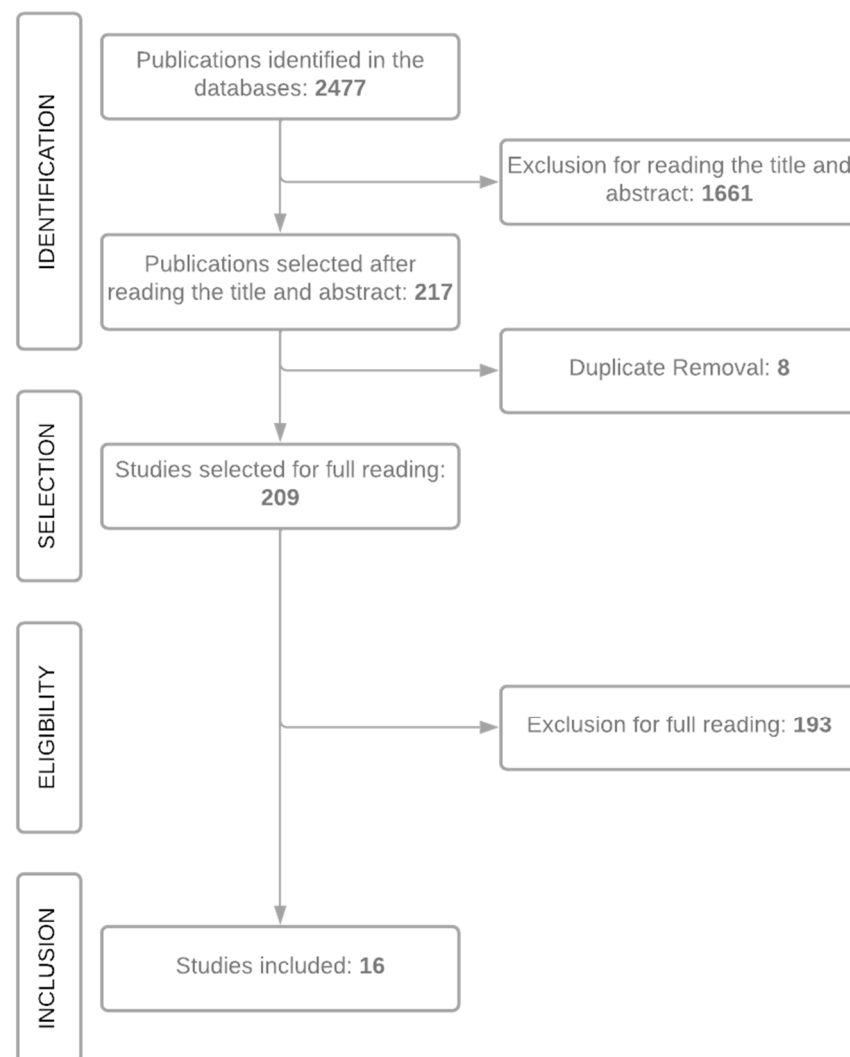 IDENTIFICATION
Publications identified in the
databases: 2477
Exclusion for reading the title and
abstract: 1661
Publications selected after
reading the title and abstract: 217
Duplicate Removal: 8
SELECTION
Studies selected for full reading:
209
ELIGIBILITY
Exclusion for full reading: 193
INCLUSION
Studies included: 16